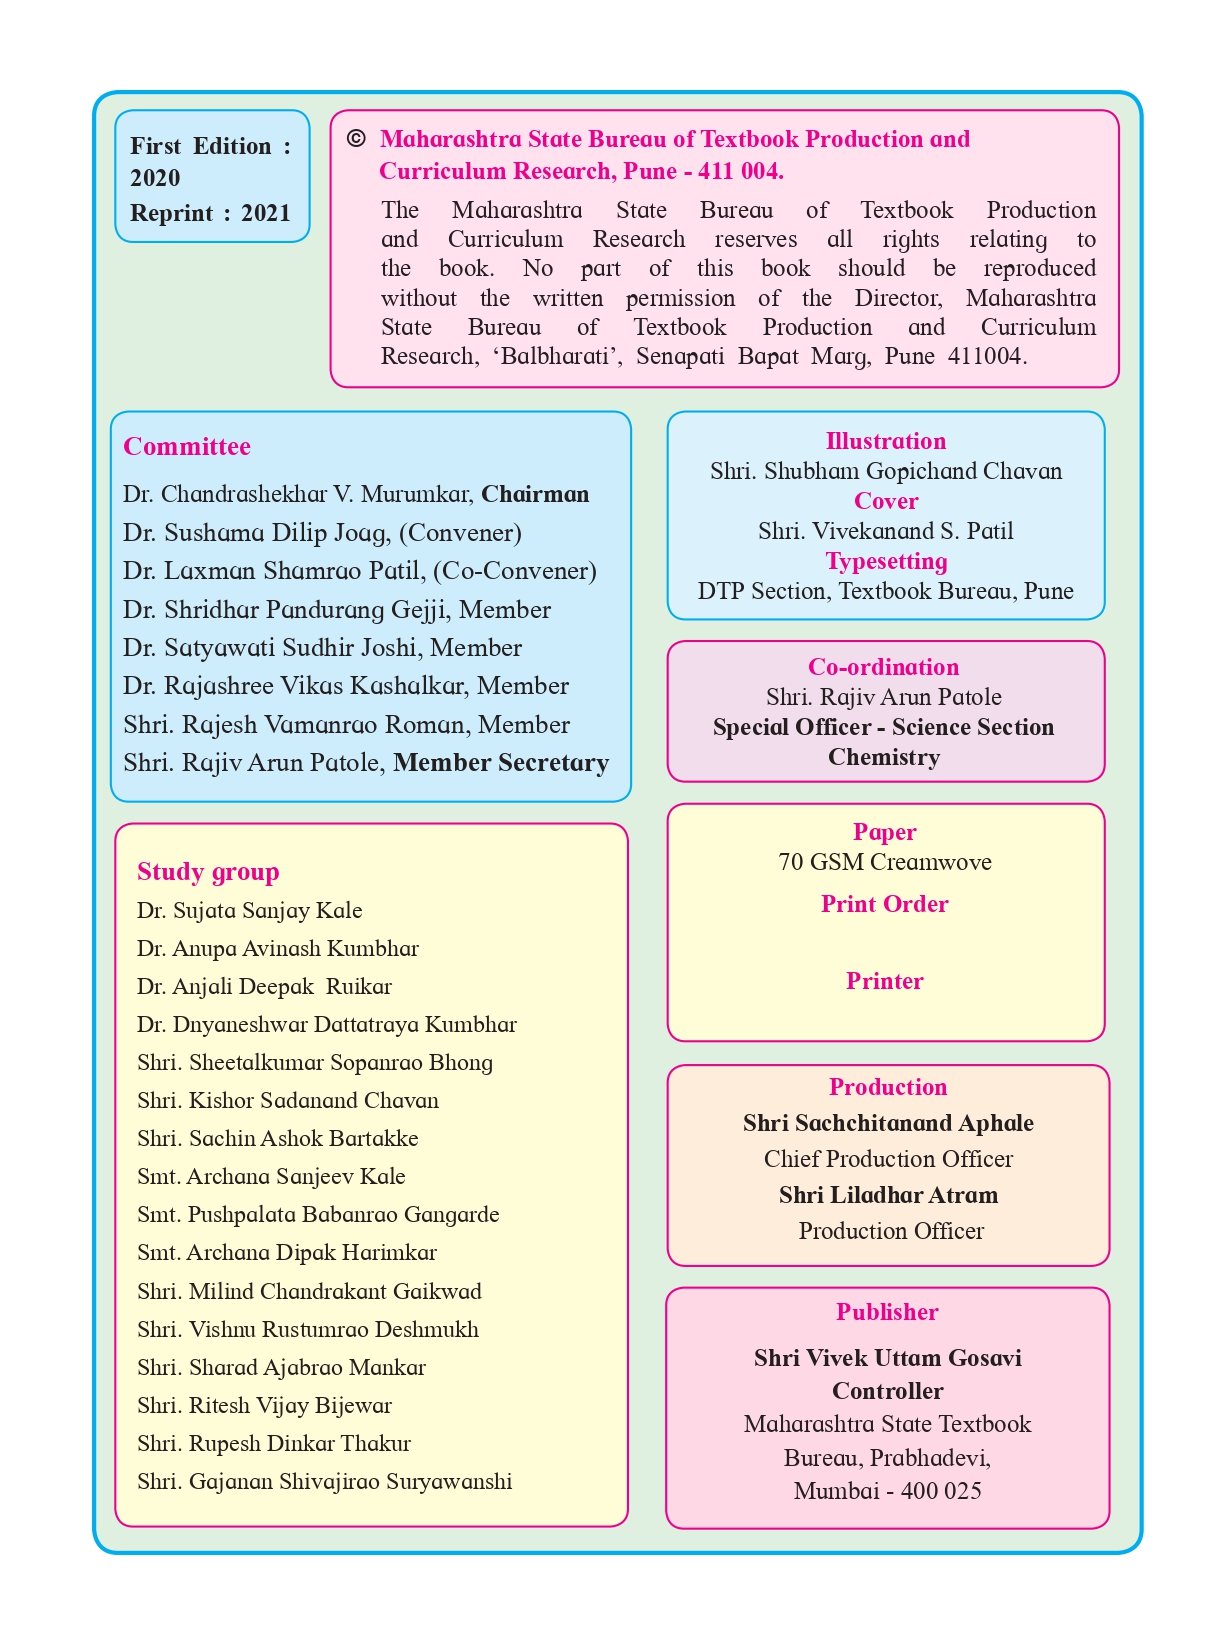 First Edition :
2020
Reprint : 2021
© Maharashtra State Bureau of Textbook Production and
Curriculum Research, Pune - 411 004.
The Maharashtra State Bureau of Textbook Production
and Curriculum Research reserves all rights relating to
the book. No part of this book should be reproduced
without the written permission of the Director, Maharashtra
State Bureau of Textbook Production and Curriculum
Research, ‘Balbharati’, Senapati Bapat Marg, Pune 411004.
Committee
Dr. Chandrashekhar V. Murumkar, Chairman
Dr. Sushama Dilip Joag, (Convener)
Dr. Laxman Shamrao Patil, (Co-Convener)
Dr. Shridhar Pandurang Gejji, Member
Dr. Satyawati Sudhir Joshi, Member
Dr. Rajashree Vikas Kashalkar, Member
Shri. Rajesh Vamanrao Roman, Member
Shri. Rajiv Arun Patole, Member Secretary
Study group
Dr. Sujata Sanjay Kale
Dr. Anupa Avinash Kumbhar
Dr. Anjali Deepak Ruikar
Dr. Dnyaneshwar Dattatraya Kumbhar
Shri. Sheetalkumar Sopanrao Bhong
Shri. Kishor Sadanand Chavan
Shri. Sachin Ashok Bartakke
Smt. Archana Sanjeev Kale
Smt. Pushpalata Babanrao Gangarde
Smt. Archana Dipak Harimkar
Shri. Milind Chandrakant Gaikwad
Shri. Vishnu Rustumrao Deshmukh
Shri. Sharad Ajabrao Mankar
Shri. Ritesh Vijay Bijewar
Shri. Rupesh Dinkar Thakur
Shri. Gajanan Shivajirao Suryawanshi
Illustration
Shri. Shubham Gopichand Chavan
Cover
Shri. Vivekanand S. Patil
Typesetting
DTP Section, Textbook Bureau, Pune
Co-ordination
Shri. Rajiv Arun Patole
Special Officer - Science Section
Chemistry
Paper
70 GSM Creamwove
Print Order
Printer
Production
Shri Sachchitanand Aphale
Chief Production Officer
Shri Liladhar Atram
Production Officer
Publisher
Shri Vivek Uttam Gosavi
Controller
Maharashtra State Textbook
Bureau, Prabhadevi,
Mumbai - 400 025